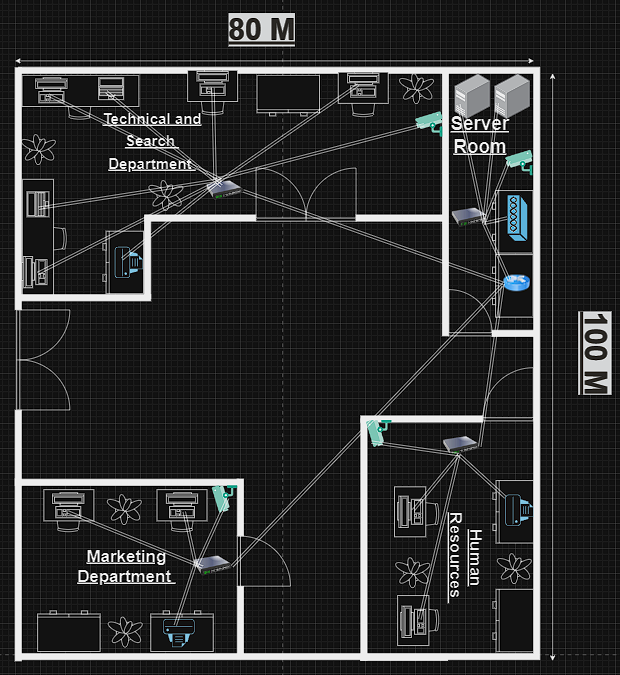 80 M
Technical and
Search
Department
Server
Room
100 M
Marketing
Department
Human
Resources